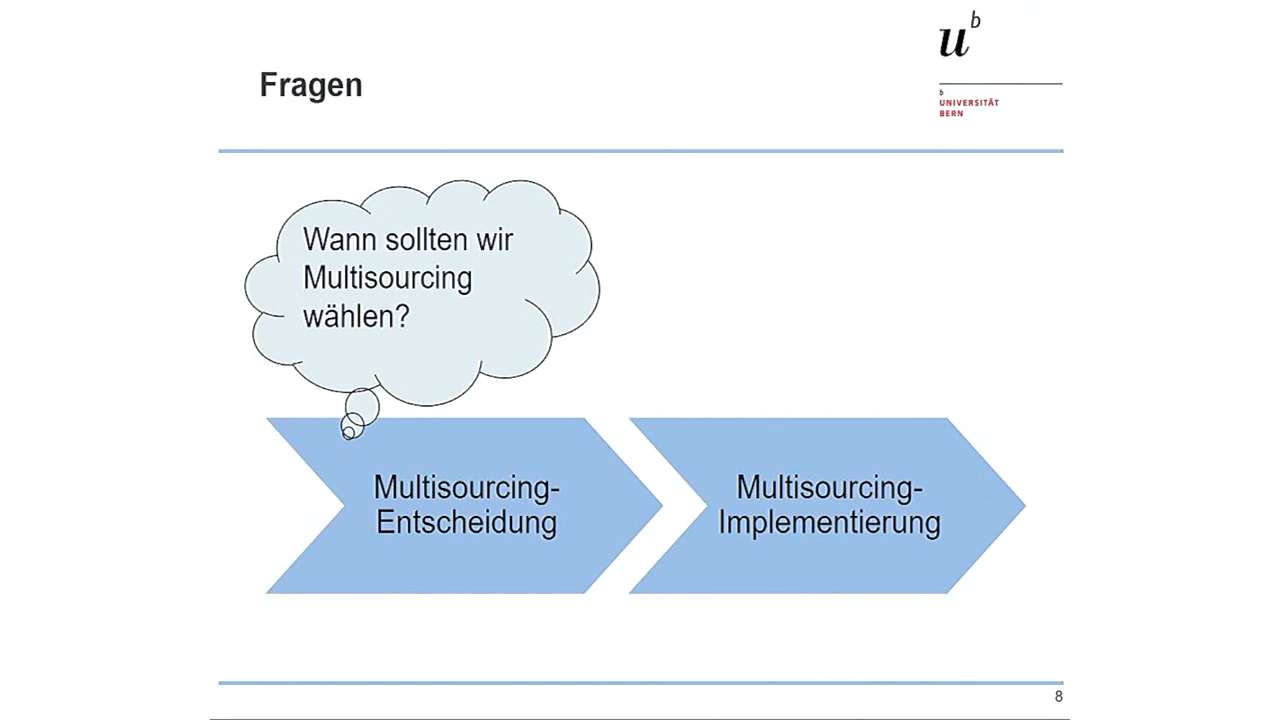 Fragen
u b
b
UNIVERSITÄT
BERN
Wann sollten wir
Multisourcing
wählen?
Multisourcing-
Entscheidung
Multisourcing-
Implementierung
8